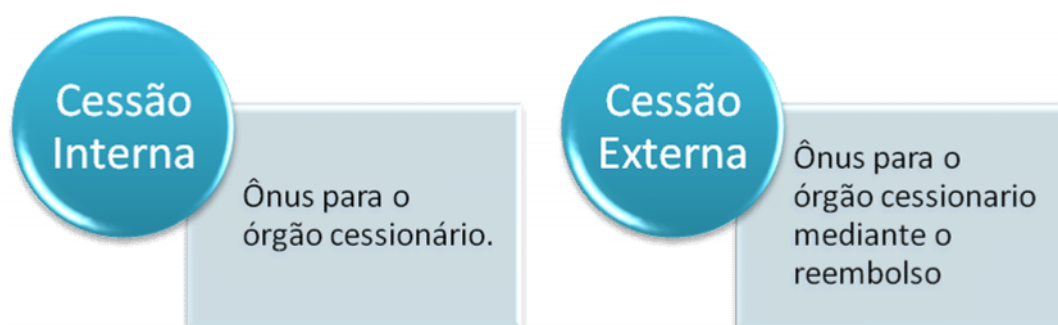 Cessão
Interna
Ônus para o
órgão cessionário.
Cessão
Externa
Ônus para o
órgão cessionario
mediante o
reembolso